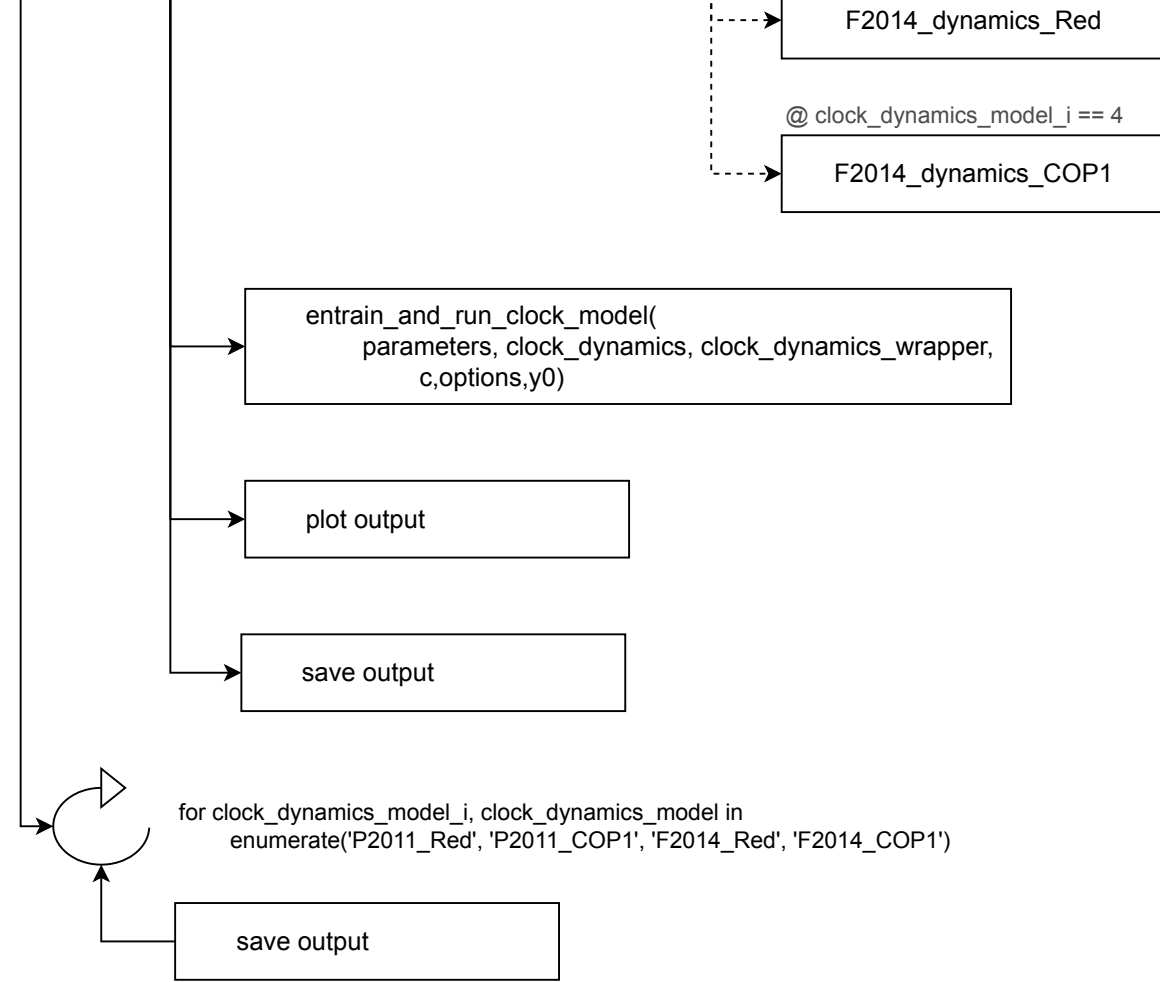 F2014_dynamics_Red
@ clock_dynamics_model_i == 4
F2014_dynamics_COP1
entrain_and_run_clock_model(
parameters, clock_dynamics, clock_dynamics_wrapper,
c,options,y0)
plot output
save output
for clock_dynamics_model_i, clock_dynamics_model in
enumerate('P2011_Red', 'P2011_COP1', 'F2014_Red', 'F2014_COP1')
save output